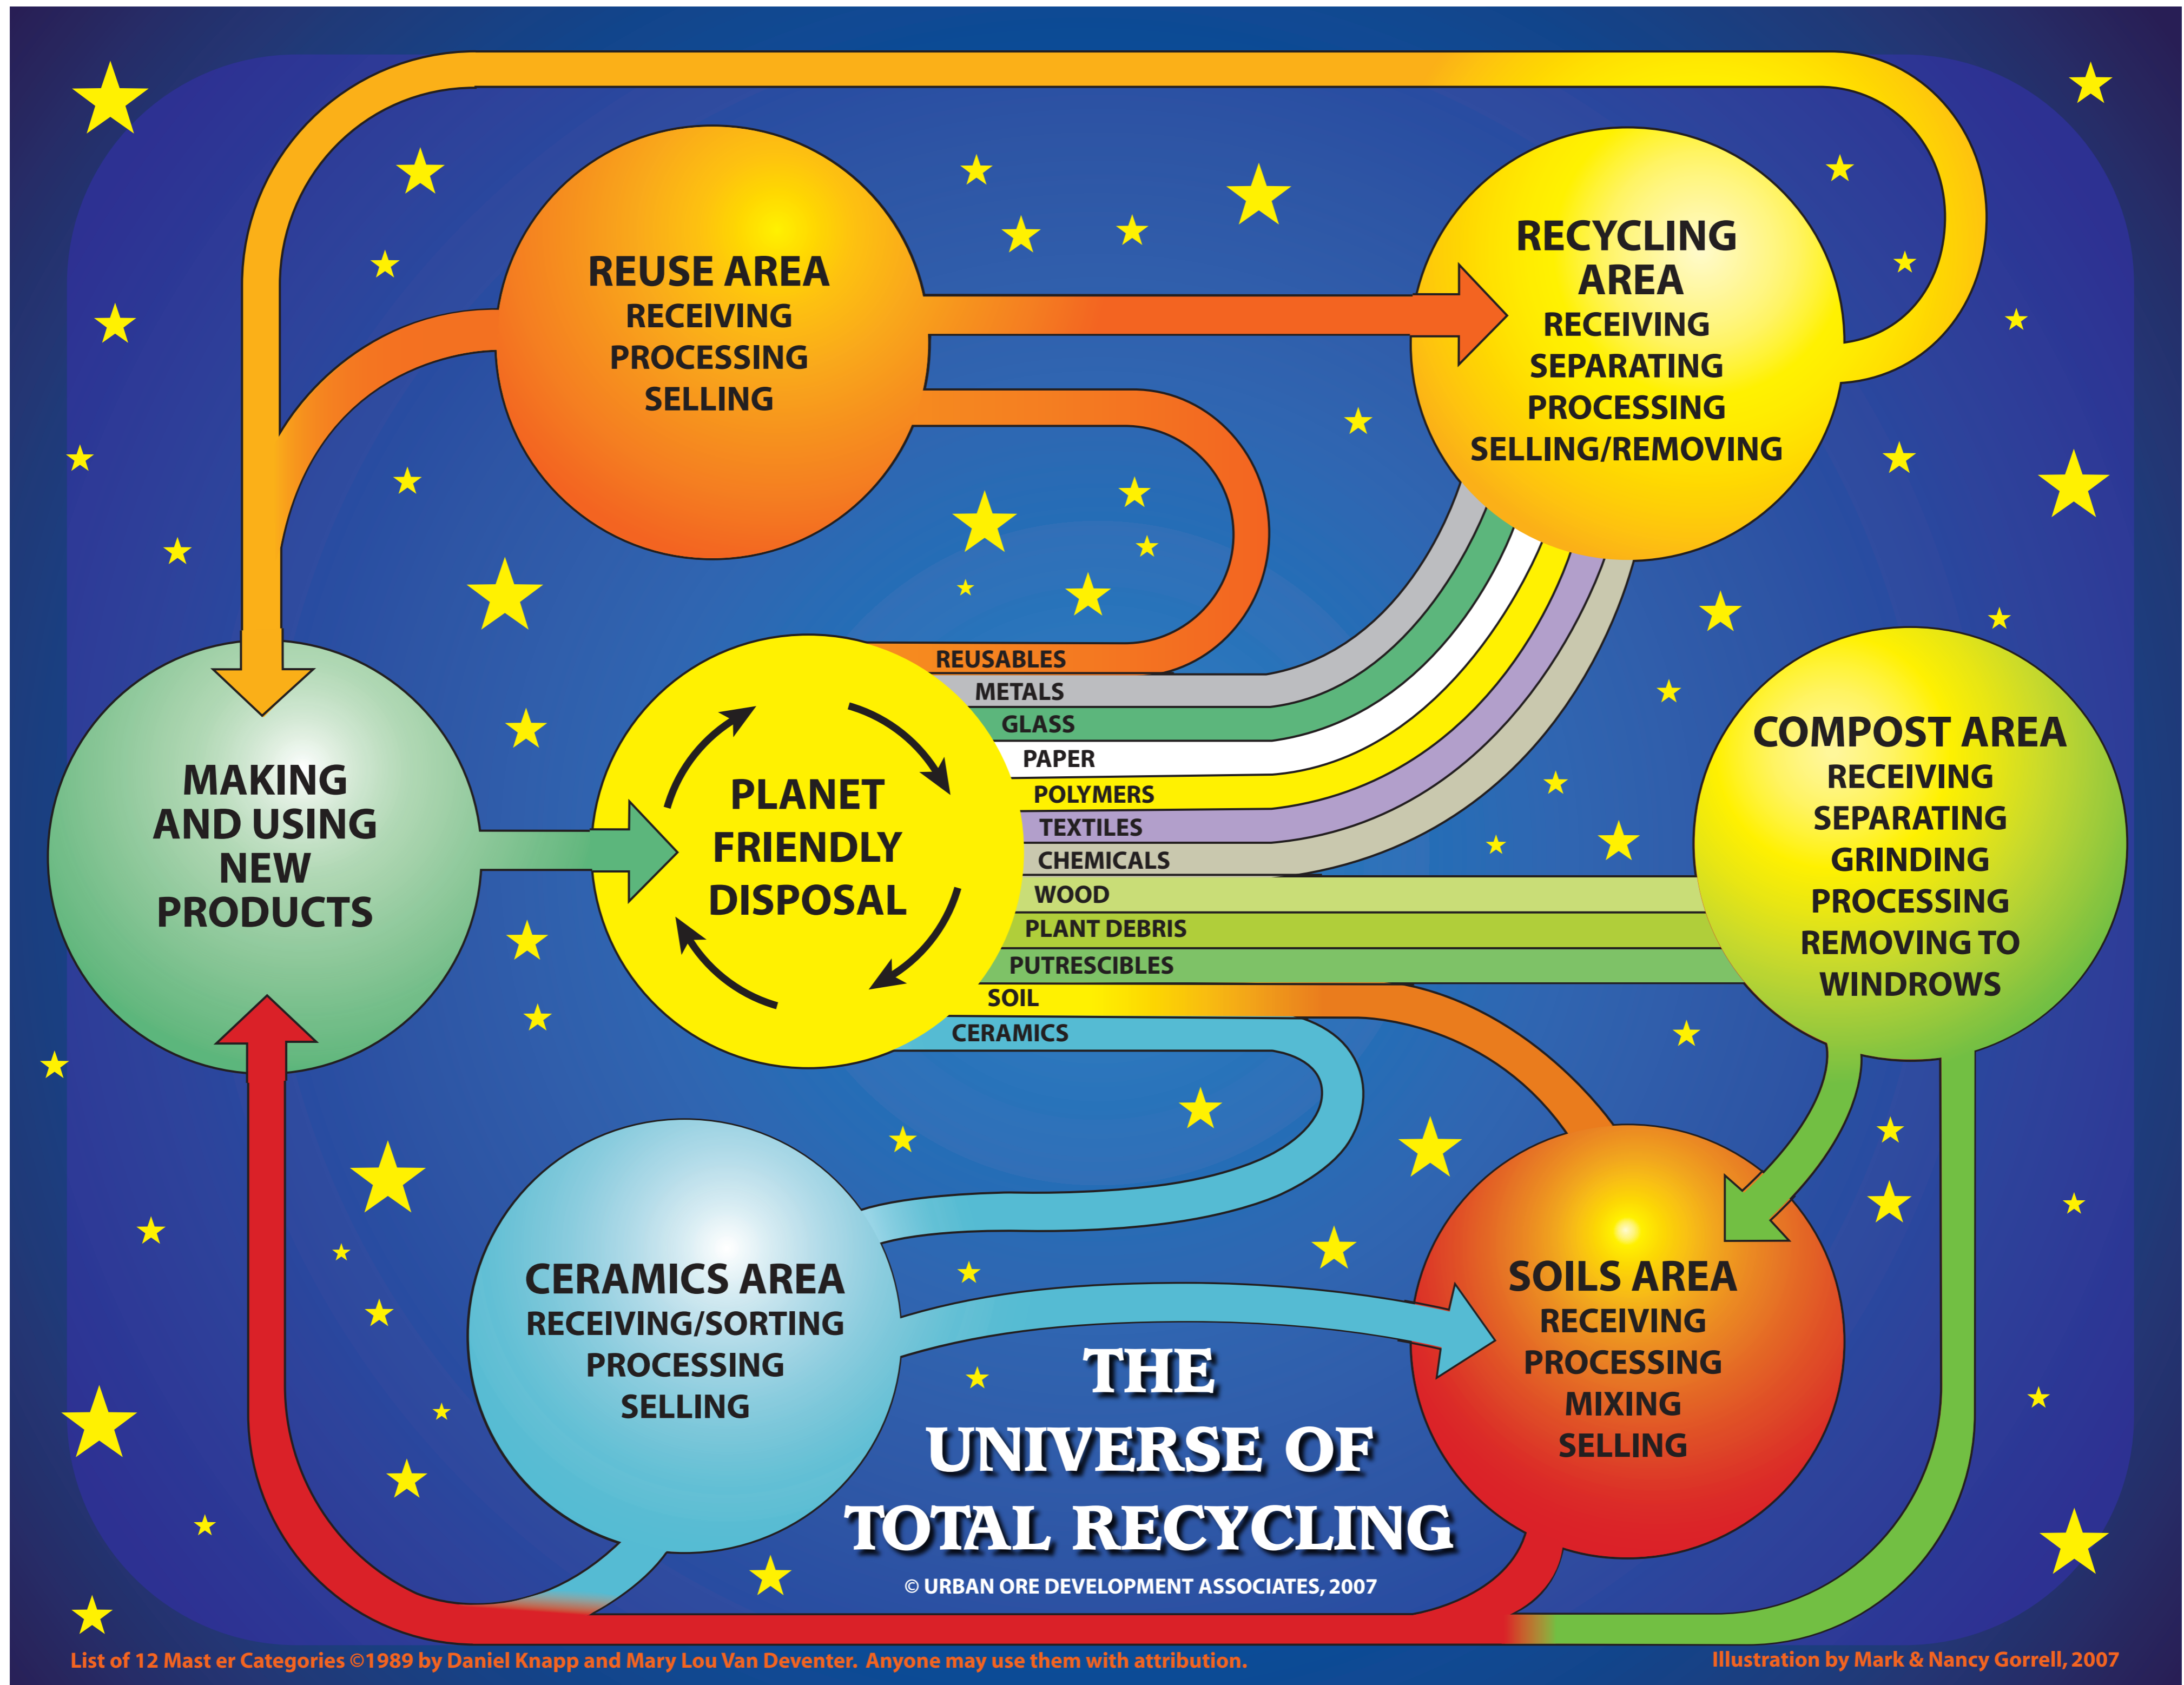 REUSE AREA
RECEIVING
PROCESSING
SELLING
RECYCLING
AREA
RECEIVING
SEPARATING
PROCESSING
SELLING/REMOVING
MAKING
AND USING
NEW
PRODUCTS
PLANET
FRIENDLY
DISPOSAL
REUSABLES
METALS
GLASS
PAPER
POLYMERS
TEXTILES
CHEMICALS
WOOD
PLANT DEBRIS
PUTRESCIBLES
SOIL
CERAMICS
COMPOST AREA
RECEIVING
SEPARATING
GRINDING
PROCESSING
REMOVING TO
WINDROWS
CERAMICS AREA
RECEIVING/SORTING
PROCESSING
SELLING
SOILS AREA
RECEIVING
PROCESSING
MIXING
SELLING
THE
UNIVERSE OF
TOTAL RECYCLING
© URBAN ORE DEVELOPMENT ASSOCIATES, 2007
List of 12 Mast er Categories ©1989 by Daniel Knapp and Mary Lou Van Deventer. Anyone may use them with attribution.
Illustration by Mark & Nancy Gorrell, 2007